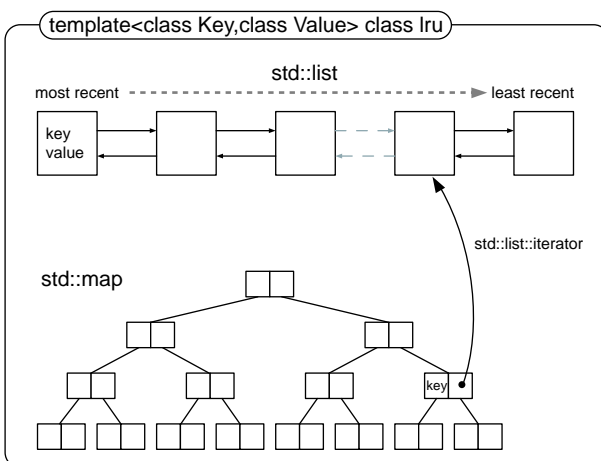 template<class Key,class Value> class lru
std::list
most recent
least recent
key
value
std::list::iterator
std::map
key